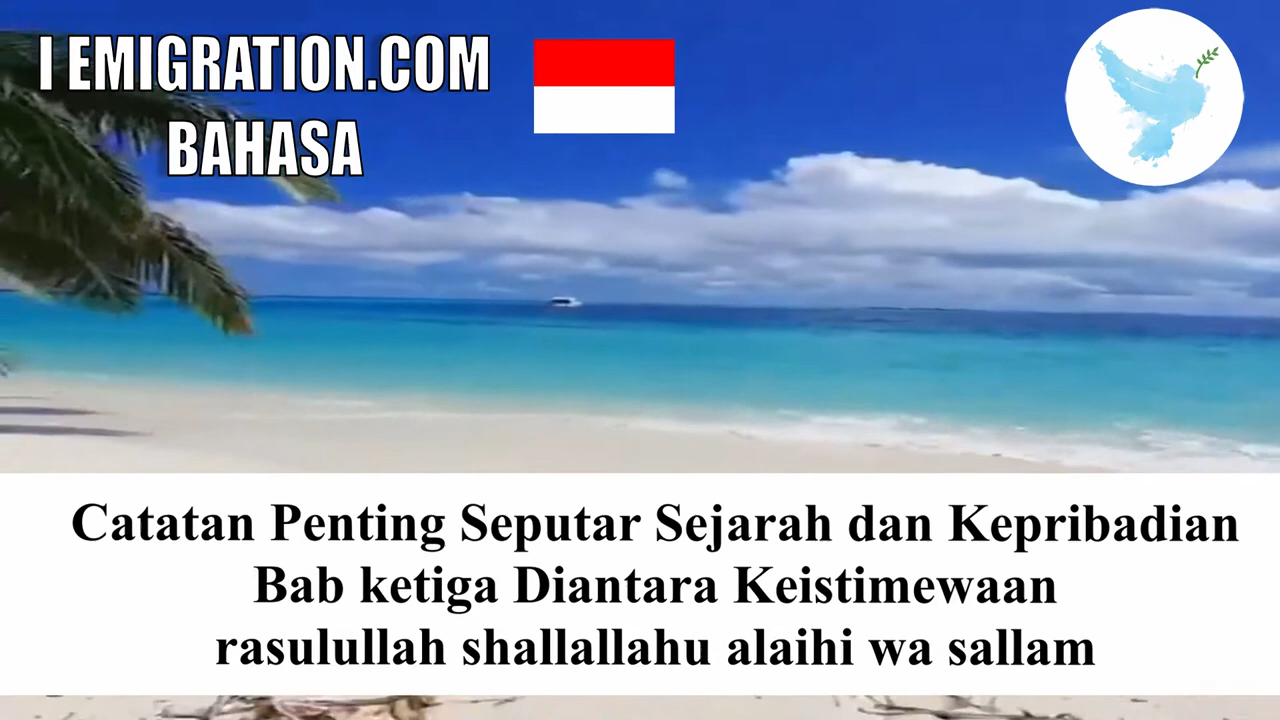 I EMIGRATION.COM
BAHASA
Catatan Penting Seputar Sejarah dan Kepribadian
Bab ketiga Diantara Keistimewaan
rasulullah shallallahu alaihi wa sallam